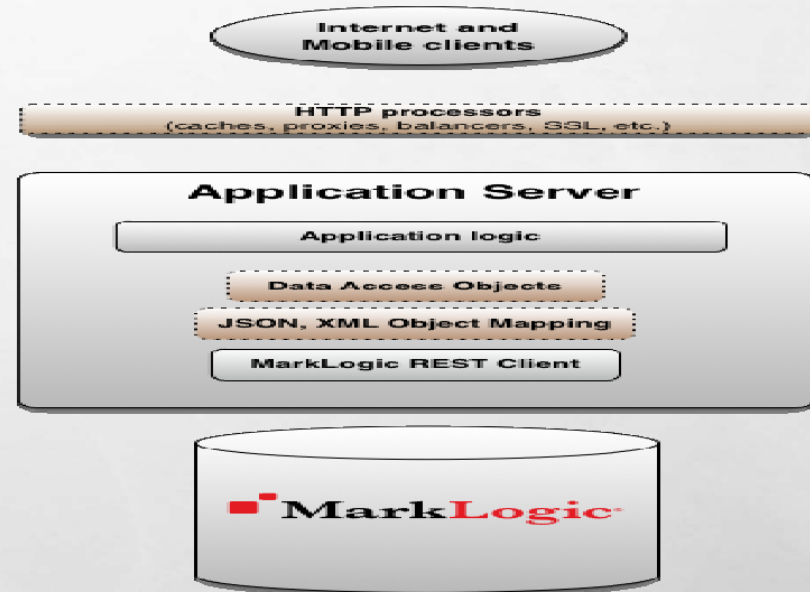 Internet and
Mobile clients
HTTP processors
(caches, proxies, balancers, SSL, etc.)
Application Server
Application logic
Data Access Objects
JSON, XML Object Mapping
MarkLogic REST Client
MarkLogic